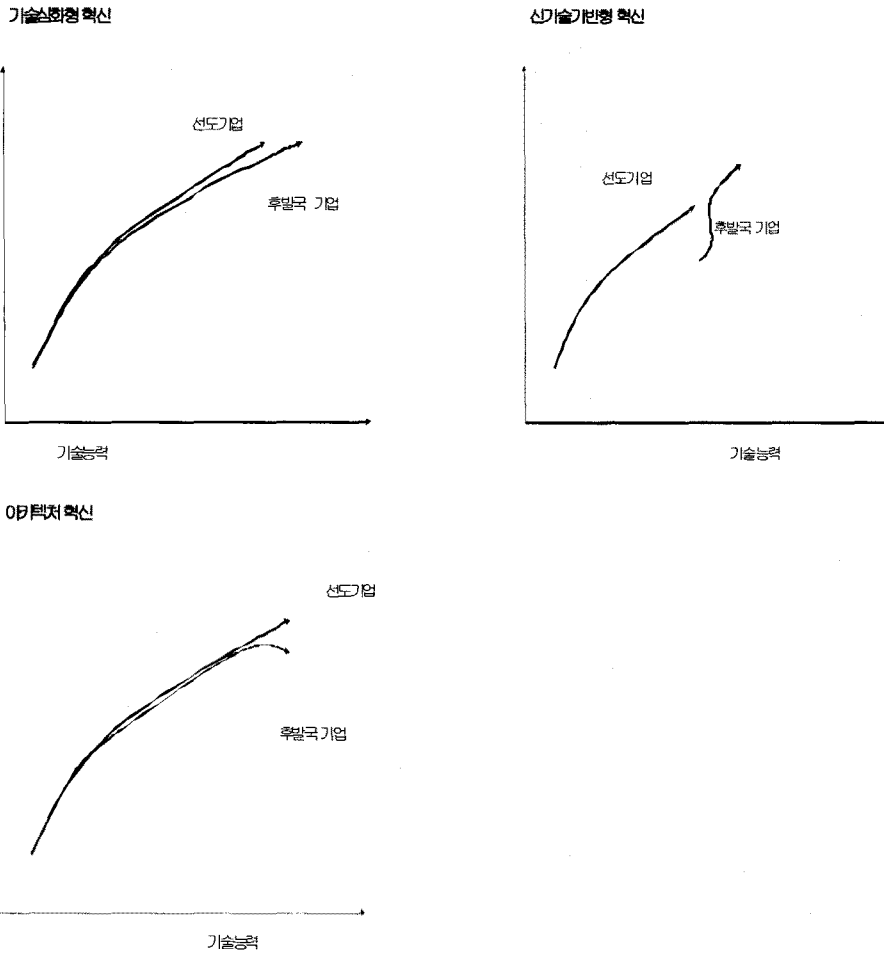 기술심화형 혁신
신기술기반형 혁신
선도기업
후발국 기업
선도기업
후발국 기업
기술능력
기술능력
아키텍처 혁신
선도기업
후발국 기업
기술능력